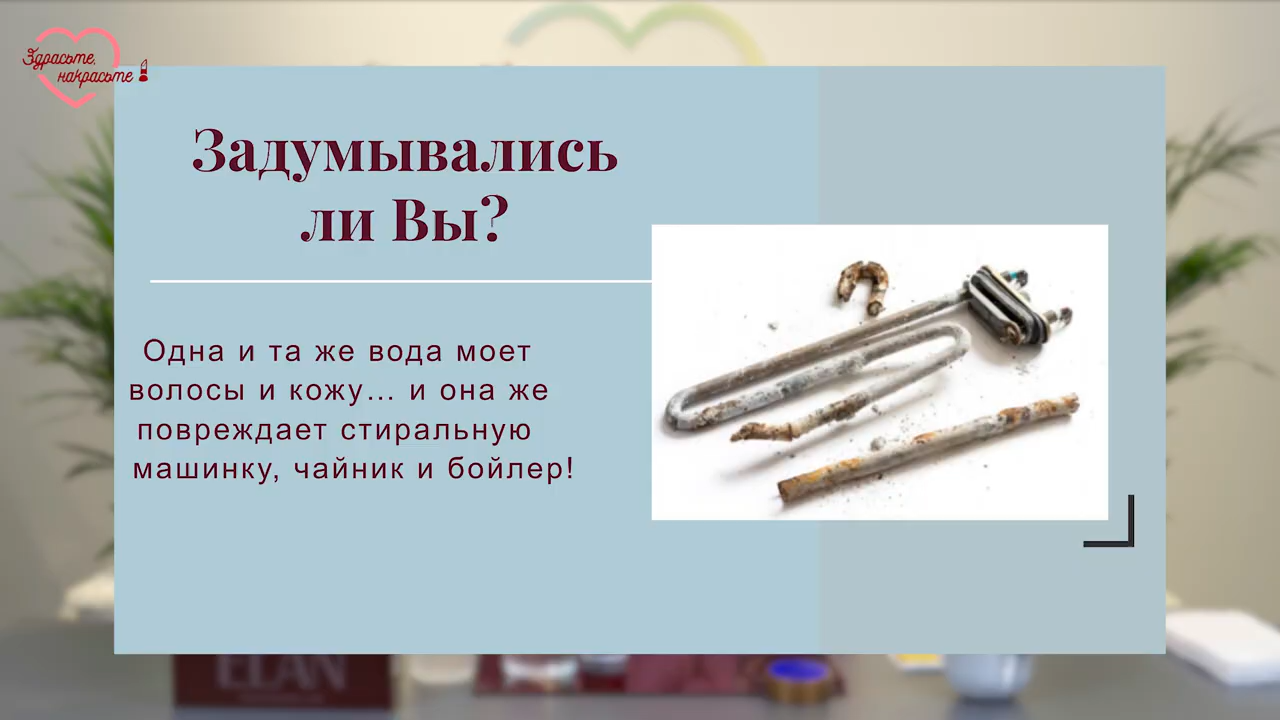 Здрасьте,
накрасьте
Задумывались
ли Вы?
Одна и та же вода моет
волосы и кожу... и она же
повреждает стиральную
машинку, чайник и бойлер!
ELAN